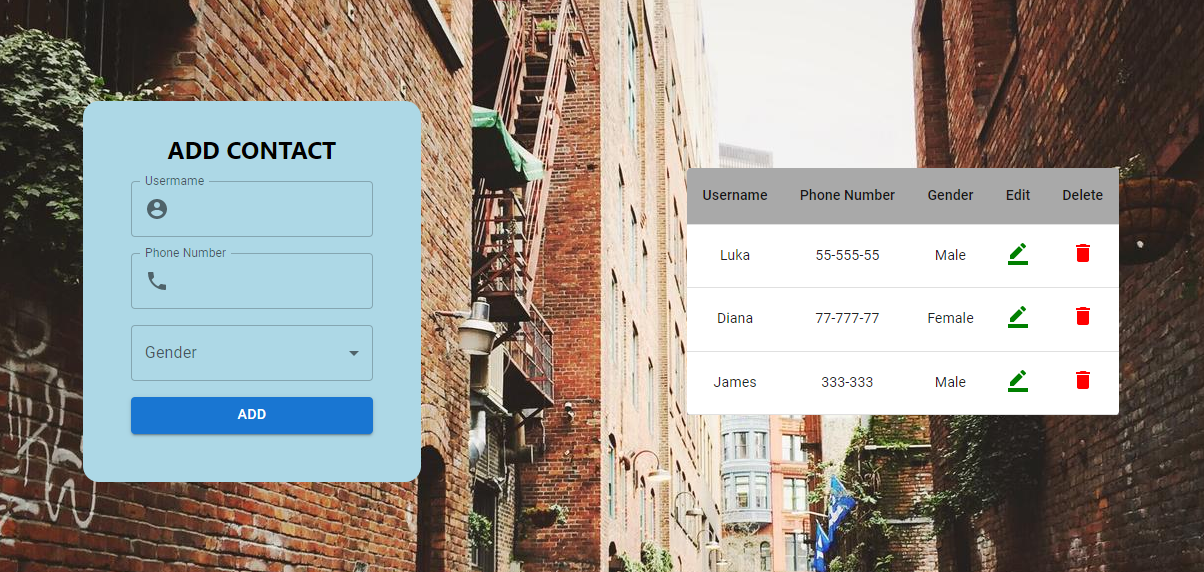 ADD CONTACT
Username
Phone Number
Gender
ADD
Username Phone Number Gender Edit Delete
Luka 55-555-55 Male
Diana 77-777-77 Female
James 333-333 Male